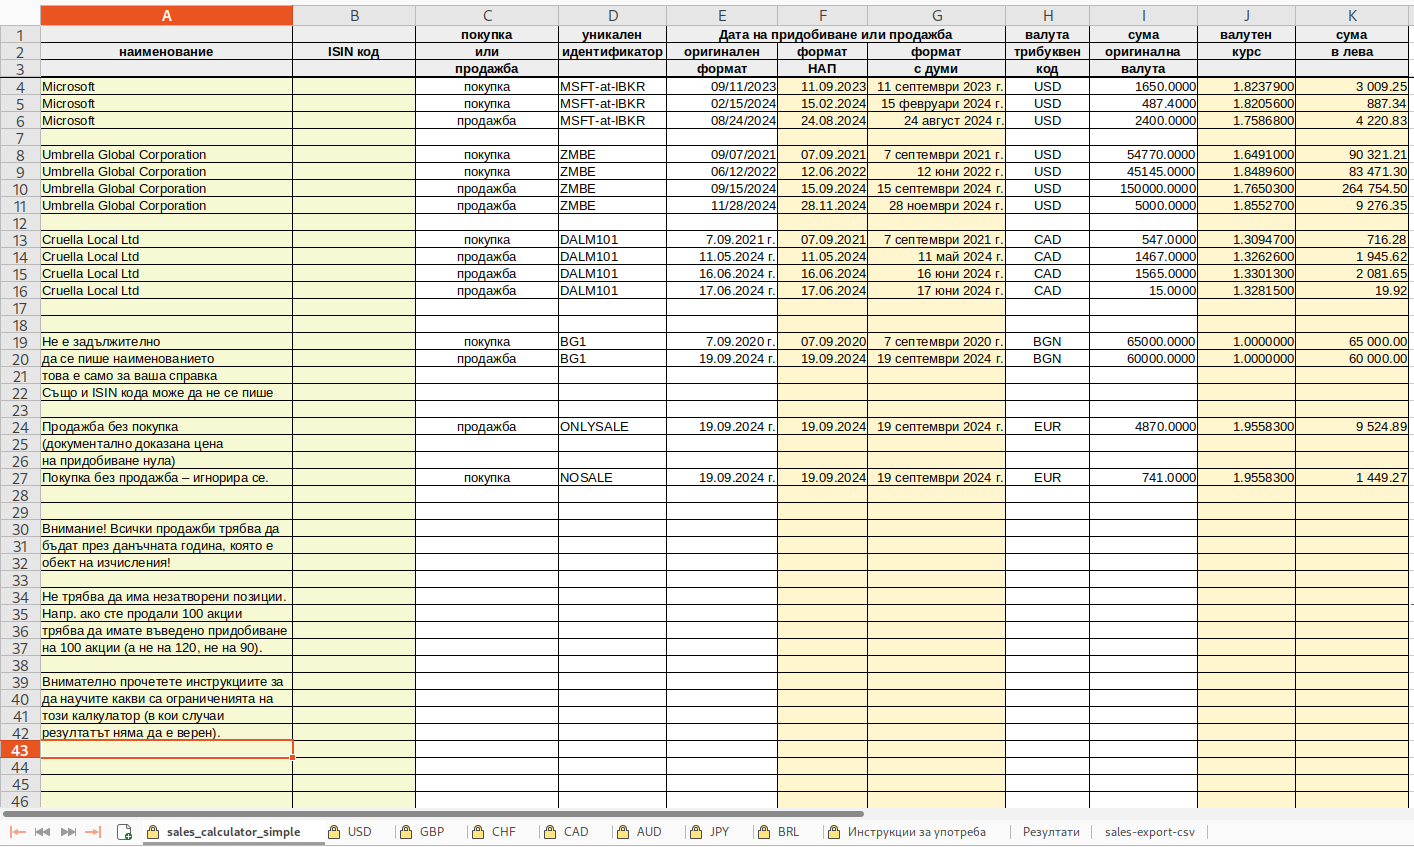 A B C D E F G H I J K
1 покупка уникален Дата на придобиване или продажба валута сума валутен сума
2 наименование ISIN код или идентификатор оригинален формат формат трибуквен оригинална курс в лева
3 продажба формат НАП с думи код валута
4 Microsoft покупка MSFT-at-IBKR 09/11/2023 11.09.2023 11 септември 2023 г. USD 1650.0000 1.8237900 3 009.25
5 Microsoft покупка MSFT-at-IBKR 02/15/2024 15.02.2024 15 февруари 2024 г. USD 487.4000 1.8205600 887.34
6 Microsoft продажба MSFT-at-IBKR 08/24/2024 24.08.2024 24 август 2024 г. USD 2400.0000 1.7586800 4 220.83
7
8 Umbrella Global Corporation покупка ZMBE 09/07/2021 07.09.2021 7 септември 2021 г. USD 54770.0000 1.6491000 90 321.21
9 Umbrella Global Corporation покупка ZMBE 06/12/2022 12.06.2022 12 юни 2022 г. USD 45145.0000 1.8489600 83 471.30
10 Umbrella Global Corporation продажба ZMBE 09/15/2024 15.09.2024 15 септември 2024 г. USD 150000.0000 1.7650300 264 754.50
11 Umbrella Global Corporation продажба ZMBE 11/28/2024 28.11.2024 28 ноември 2024 г. USD 5000.0000 1.8552700 9 276.35
12
13 Cruella Local Ltd покупка DALM101 7.09.2021 г. 07.09.2021 7 септември 2021 г. CAD 547.0000 1.3094700 716.28
14 Cruella Local Ltd продажба DALM101 11.05.2024 г. 11.05.2024 11 май 2024 г. CAD 1467.0000 1.3262600 1 945.62
15 Cruella Local Ltd продажба DALM101 16.06.2024 г. 16.06.2024 16 юни 2024 г. CAD 1565.0000 1.3301300 2 081.65
16 Cruella Local Ltd продажба DALM101 17.06.2024 г. 17.06.2024 17 юни 2024 г. CAD 15.0000 1.3281500 19.92
17
18
19 Не е задължително покупка BG1 7.09.2020 г. 07.09.2020 7 септември 2020 г. BGN 65000.0000 1.0000000 65 000.00
20 да се пише наименованието продажба BG1 19.09.2024 г. 19.09.2024 19 септември 2024 г. BGN 60000.0000 1.0000000 60 000.00
21 това е само за ваша справка
22 Също и ISIN кода може да не се пише
23
24 Продажба без покупка продажба ONLYSALE 19.09.2024 г. 19.09.2024 19 септември 2024 г. EUR 4870.0000 1.9558300 9 524.89
25 (документално доказана цена
26 на придобиване нула)
27 Покупка без продажба – игнорира се. покупка NOSALE 19.09.2024 г. 19.09.2024 19 септември 2024 г. EUR 741.0000 1.9558300 1 449.27
28
29
30 Внимание! Всички продажби трябва да
31 бъдат през данъчната година, която е
32 обект на изчисления!
33
34 Не трябва да има незатворени позиции.
35 Напр. ако сте продали 100 акции
36 трябва да имате въведено придобиване
37 на 100 акции (а не на 120, не на 90).
38
39 Внимателно прочетете инструкциите за
40 да научите какви са ограниченията на
41 този калкулатор (в кои случаи
42 резултатът няма да е верен).
43
44
45
46
sales_calculator_simple USD GBP CHF CAD AUD JPY BRL Инструкции за употреба Резултати sales-export-csv